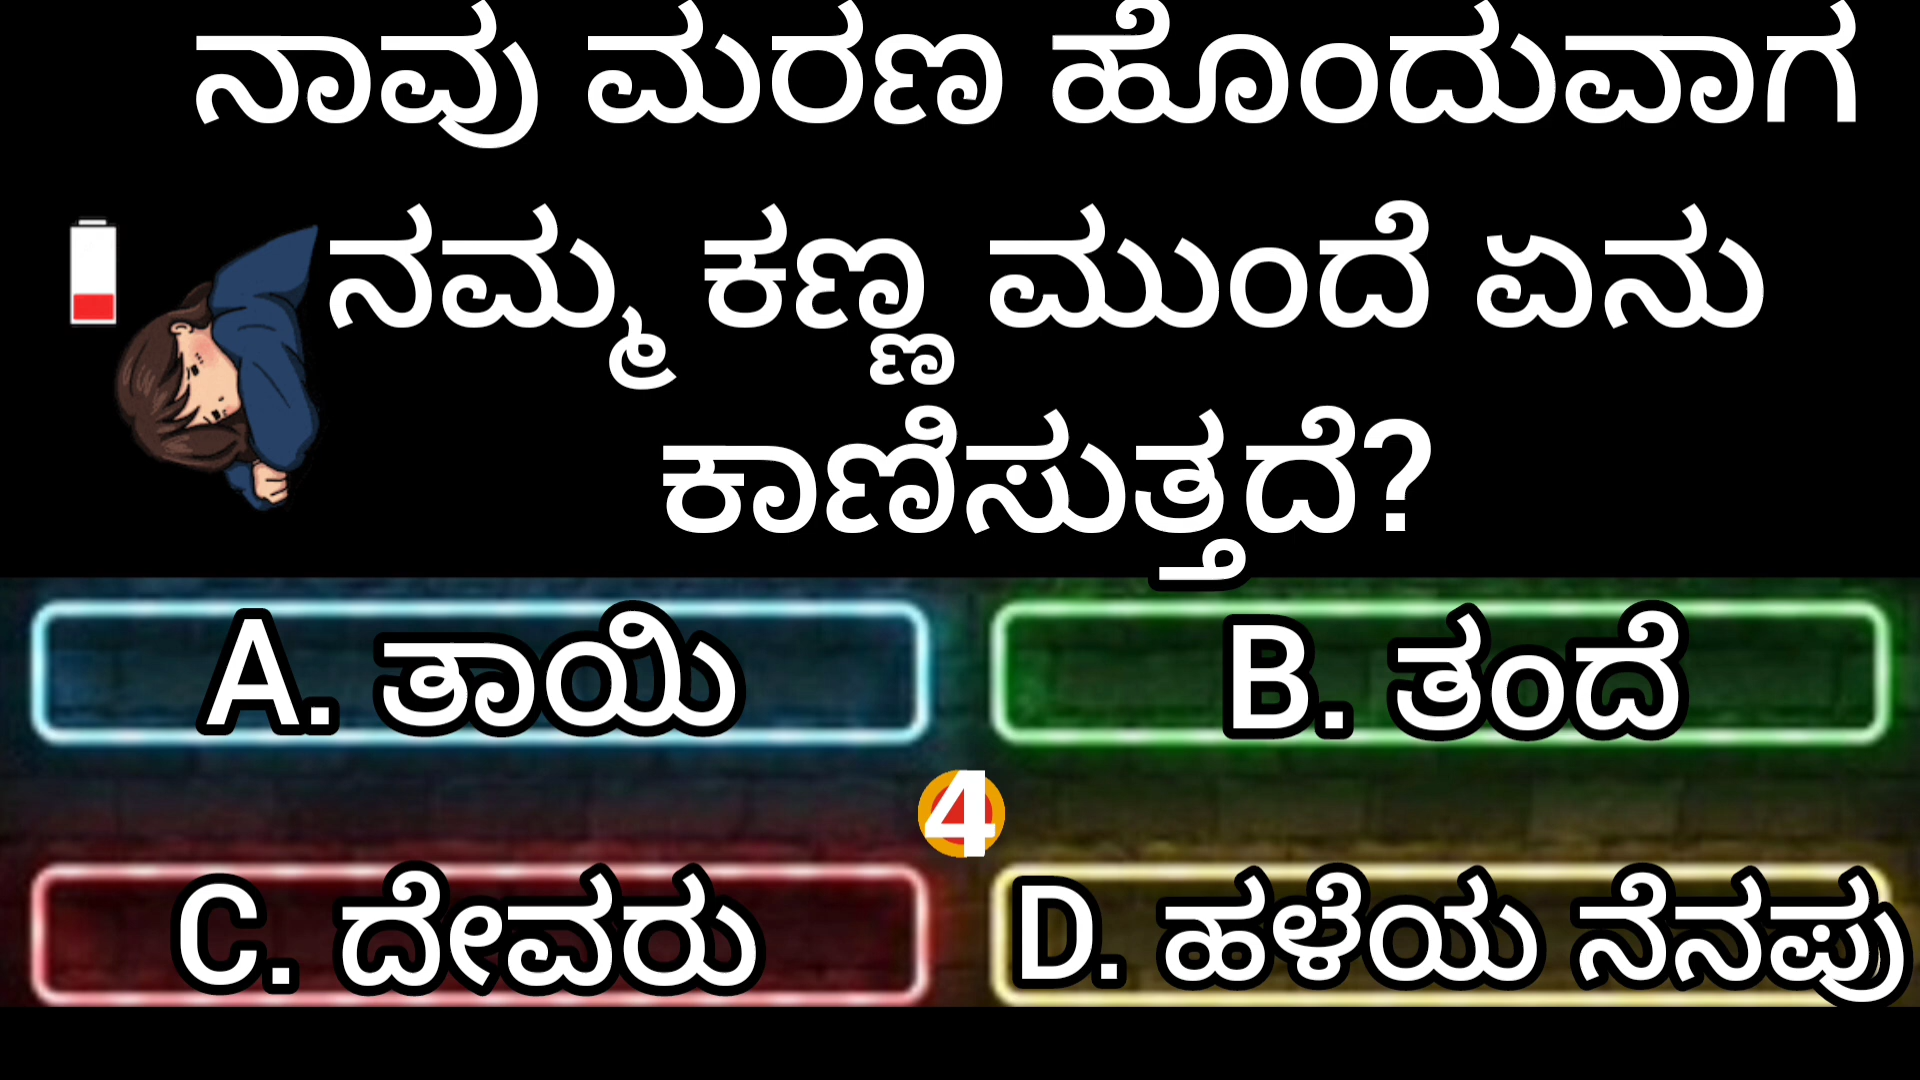 ನಾವು ಮರಣ ಹೊಂದುವಾಗ
ನಮ್ಮ ಕಣ್ಣ ಮುಂದೆ ಏನು
ಕಾಣಿಸುತ್ತದೆ?
A. ತಾಯಿ
B. ತಂದೆ
4
C. ದೇವರು
D. ಹಳೆಯ ನೆನಪು